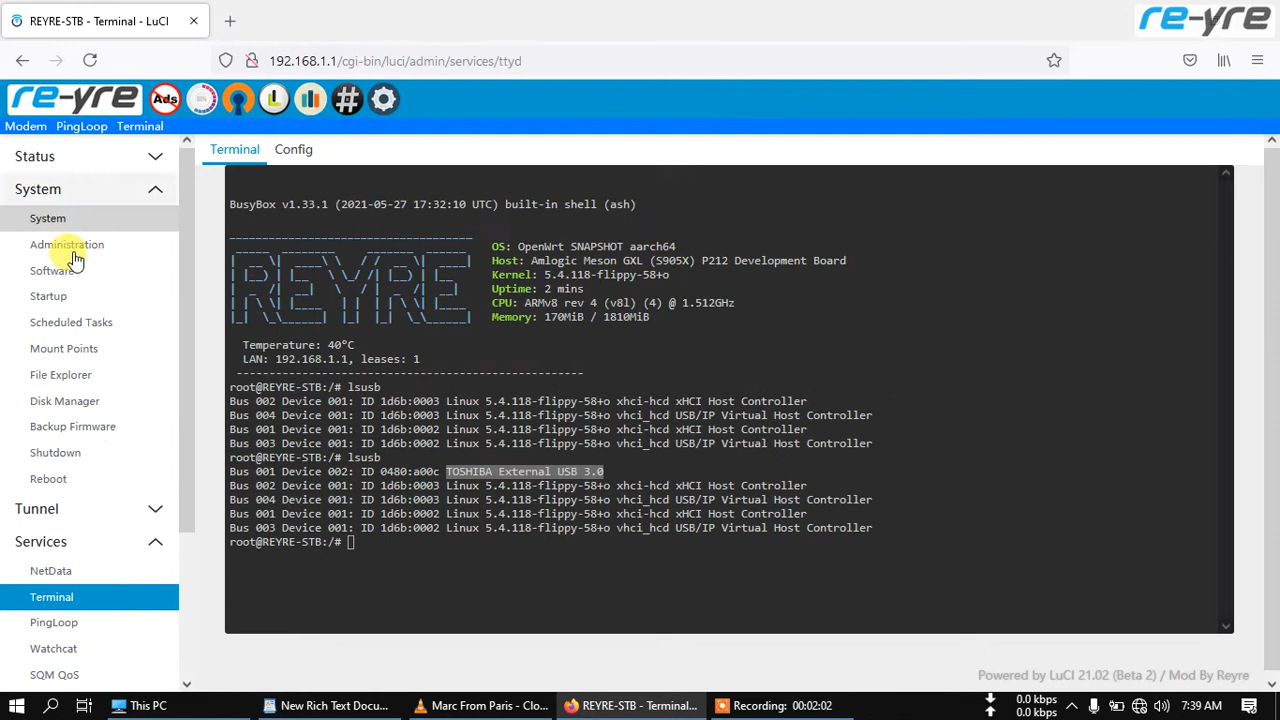 REYRE-STB - Terminal - LuCI
re-yre
192.168.1.1/cgi-bin/luci/admin/services/ttyd
re-yre Ads
Modem PingLoop Terminal
Status
System
System
Administration
Software
Startup
Scheduled Tasks
Mount Points
File Explorer
Disk Manager
Backup Firmware
Shutdown
Reboot
Tunnel
Services
NetData
Terminal
PingLoop
Watchcat
SQM QoS
Terminal Config
BusyBox v1.33.1 (2021-05-27 17:32:10 UTC) built-in shell (ash)
REYRE
OS: OpenWrt SNAPSHOT aarch64
Host: Amlogic Meson GXL (S905X) P212 Development Board
Kernel: 5.4.118-flippy-58+o
Uptime: 2 mins
CPU: ARMv8 rev 4 (v8l) (4) @ 1.512GHz
Memory: 170MiB / 1810MiB
Temperature: 40°C
LAN: 192.168.1.1, leases: 1
-----------------------------------------------------
root@REYRE-STB:/# lsusb
Bus 002 Device 001: ID 1d6b:0003 Linux 5.4.118-flippy-58+o xhci-hcd xHCI Host Controller
Bus 004 Device 001: ID 1d6b:0003 Linux 5.4.118-flippy-58+o vhci_hcd USB/IP Virtual Host Controller
Bus 001 Device 001: ID 1d6b:0002 Linux 5.4.118-flippy-58+o xhci-hcd xHCI Host Controller
Bus 003 Device 001: ID 1d6b:0002 Linux 5.4.118-flippy-58+o vhci_hcd USB/IP Virtual Host Controller
root@REYRE-STB:/# lsusb
Bus 001 Device 002: ID 0480:a00c TOSHIBA External USB 3.0
Bus 002 Device 001: ID 1d6b:0003 Linux 5.4.118-flippy-58+o xhci-hcd xHCI Host Controller
Bus 004 Device 001: ID 1d6b:0003 Linux 5.4.118-flippy-58+o vhci_hcd USB/IP Virtual Host Controller
Bus 001 Device 001: ID 1d6b:0002 Linux 5.4.118-flippy-58+o xhci-hcd xHCI Host Controller
Bus 003 Device 001: ID 1d6b:0002 Linux 5.4.118-flippy-58+o vhci_hcd USB/IP Virtual Host Controller
root@REYRE-STB:/#
Powered by LuCI 21.02 (Beta 2) / Mod By Reyre
This PC New Rich Text Docu... Marc From Paris - Clo... REYRE-STB - Termina... Recording: 00:02:02 0.0 kbps 7:39 AM
0.0 kbps